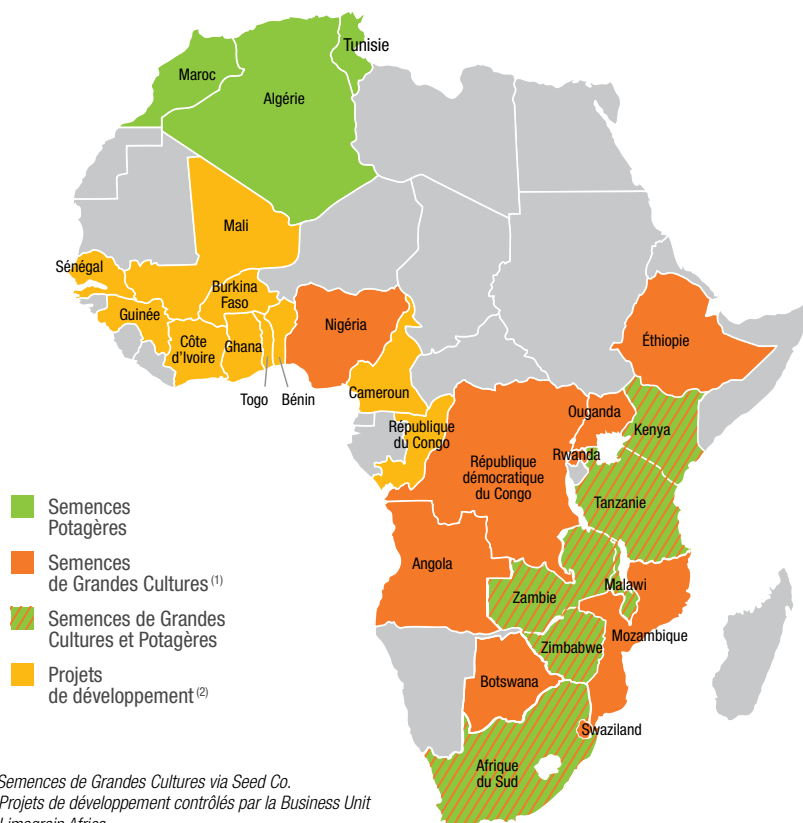 Tunisie
Maroc
Algérie
Mali
Sénégal
Burkina
Faso
Guinée
Nigéria
Côte
d'Ivoire
Ghana
Togo
Bénin
Cameroun
Éthiopie
Ouganda
Kenya
République
du Congo
Rwanda
République
démocratique
du Congo
Tanzanie
Semences
Potagères
Semences
de Grandes Cultures (1)
Semences de Grandes
Cultures et Potagères
Projets
de développement (2)
Angola
Malawi
Zambie
Mozambique
Zimbabwe
Botswana
Swaziland
Afrique
du Sud
Semences de Grandes Cultures via Seed Co.
Projets de développement contrôlés par la Business Unit